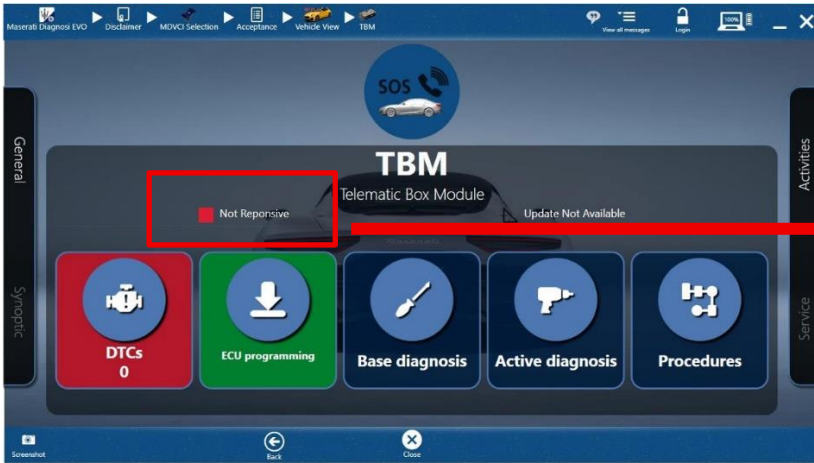 Maserati Diagnosi EVO
Disclaimer
MDVCI Selection
Acceptance
Vehicle View
TBM
View all messages
Login
100%
SOS
TBM
Telematic Box Module
Not Reponsive
Update Not Available
General
Synoptic
Activities
Service
DTCs
0
ECU programming
Base diagnosis
Active diagnosis
Procedures
Screenshot
Back
Close